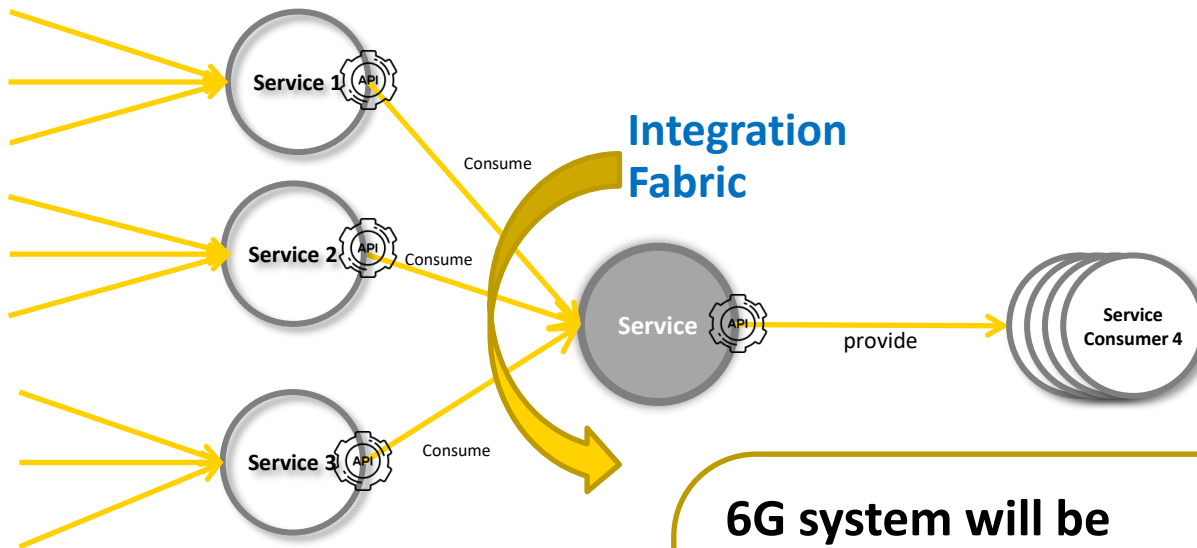 Service 1
API
Consume
Integration
Fabric
Service 2
API
Consume
Service
API
provide
Service
Consumer 4
Service 3
API
Consume
6G system will be